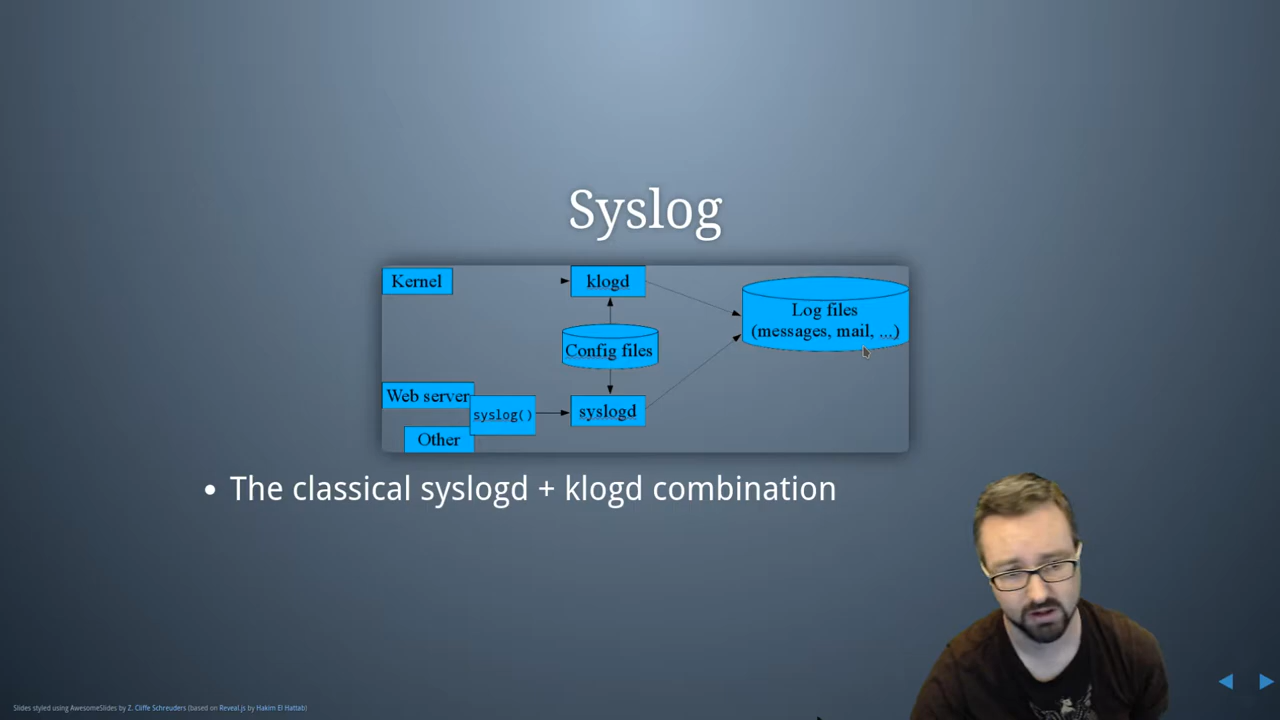 Syslog
Kernel
klogd
Log files
(messages, mail, ...)
Config files
Web server
syslog()
syslogd
Other
• The classical syslogd + klogd combination
Slides styled using AwesomeSlides by Z. Cliffe Schreuders (based on Reveal.js by Hakim El Hattab)